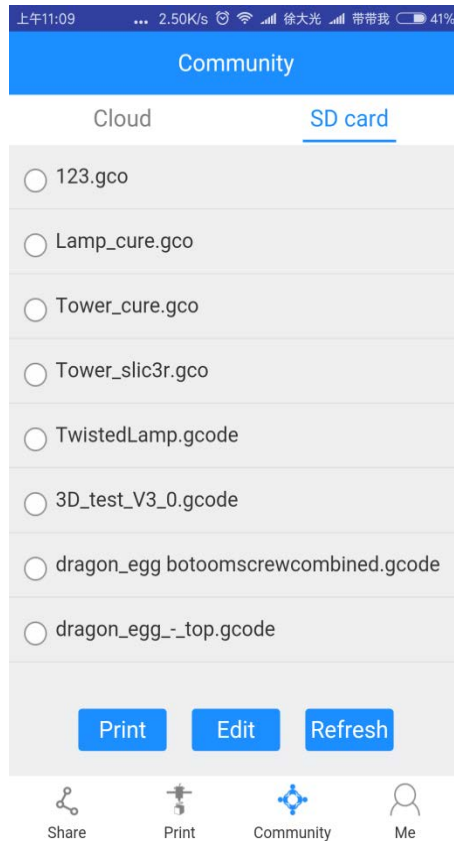 上午11:09 ... 2.50K/s 徐大光 带带我 41%
Community
Cloud SD card
123.gco
Lamp_cure.gco
Tower_cure.gco
Tower_slic3r.gco
TwistedLamp.gcode
3D_test_V3_0.gcode
dragon_egg botoomscrewcombined.gcode
dragon_egg_-_top.gcode
Print Edit Refresh
Share Print Community Me